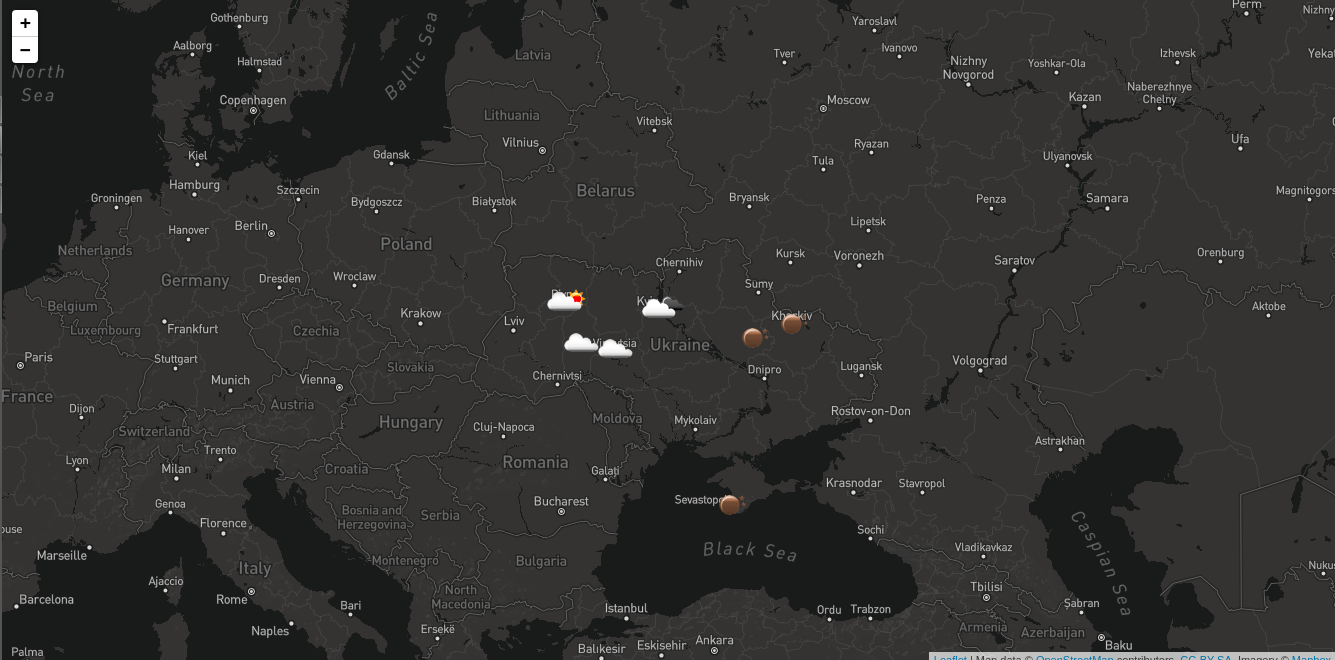 +
−
Gothenburg
Aalborg
Halmstad
North
Sea
Baltic Sea
Latvia
Copenhagen
Lithuania
Vilnius
Vitebsk
Yaroslavl
Tver
Ivanovo
Nizhny
Novgorod
Moscow
Perm
Nizhny
Izhevsk
Yekat
Yoshkar-Ola
Kazan
Naberezhnye
Chelny
Ufa
Kiel
Gdansk
Hamburg
Szczecin
Groningen
Bydgoszcz
Białystok
Belarus
Tula
Ryazan
Ulyanovsk
Bryansk
Penza
Samara
Magnitogors
Hanover
Berlin
Lipetsk
Netherlands
Poland
Chernihiv
Kursk
Voronezh
Saratov
Orenburg
Germany
Dresden
Wroclaw
Sumy
Belgium
Aktobe
Luxembourg
Frankfurt
Krakow
Lviv
Kharkiv
Czechia
Ukraine
Paris
Stuttgart
Slovakia
Dnipro
Lugansk
Volgograd
Munich
Vienna
Chernivtsi
France
Austria
Dijon
Hungary
Cluj-Napoca
Moldova
Mykolaiv
Rostov-on-Don
Switzerland
Astrakhan
Lyon
Milan
Trento
Croatia
Romania
Galați
Krasnodar
Stavropol
Genoa
Bosnia and
Herzegovina
Serbia
Bucharest
Florence
Sochi
ouse
Marseille
Black Sea
Vladikavkaz
Caspian Sea
Montenegro
Bulgaria
Italy
Ajaccio
Nukus
Barcelona
Rome
Bari
North
Macedonia
Istanbul
Ordu
Trabzon
Tbilisi
Şabran
Naples
Ersekë
Armenia
Azerbaijan
Palma
Balıkesir
Eskisehir
Ankara
Baku
Leaflet | Map data © OpenStreetMap contributors, CC-BY-SA, Imagery © Mapbox